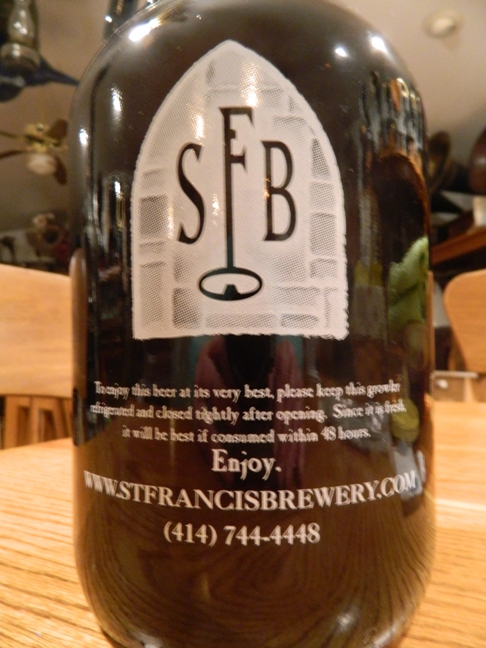 SFB
To enjoy this beer at its very best, please keep this growler
refrigerated and closed tightly after opening. Since it is fresh,
it will be best if consumed within 48 hours.
Enjoy.
WWW.STFRANCISBREWERY.COM
(414) 744-4448